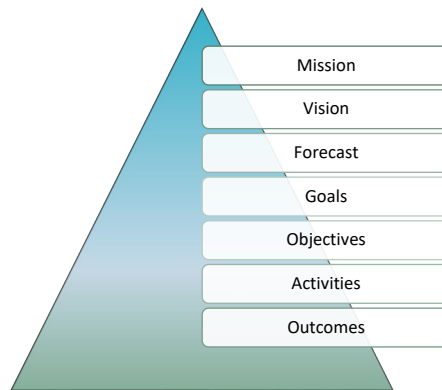 Mission
Vision
Forecast
Goals
Objectives
Activities
Outcomes